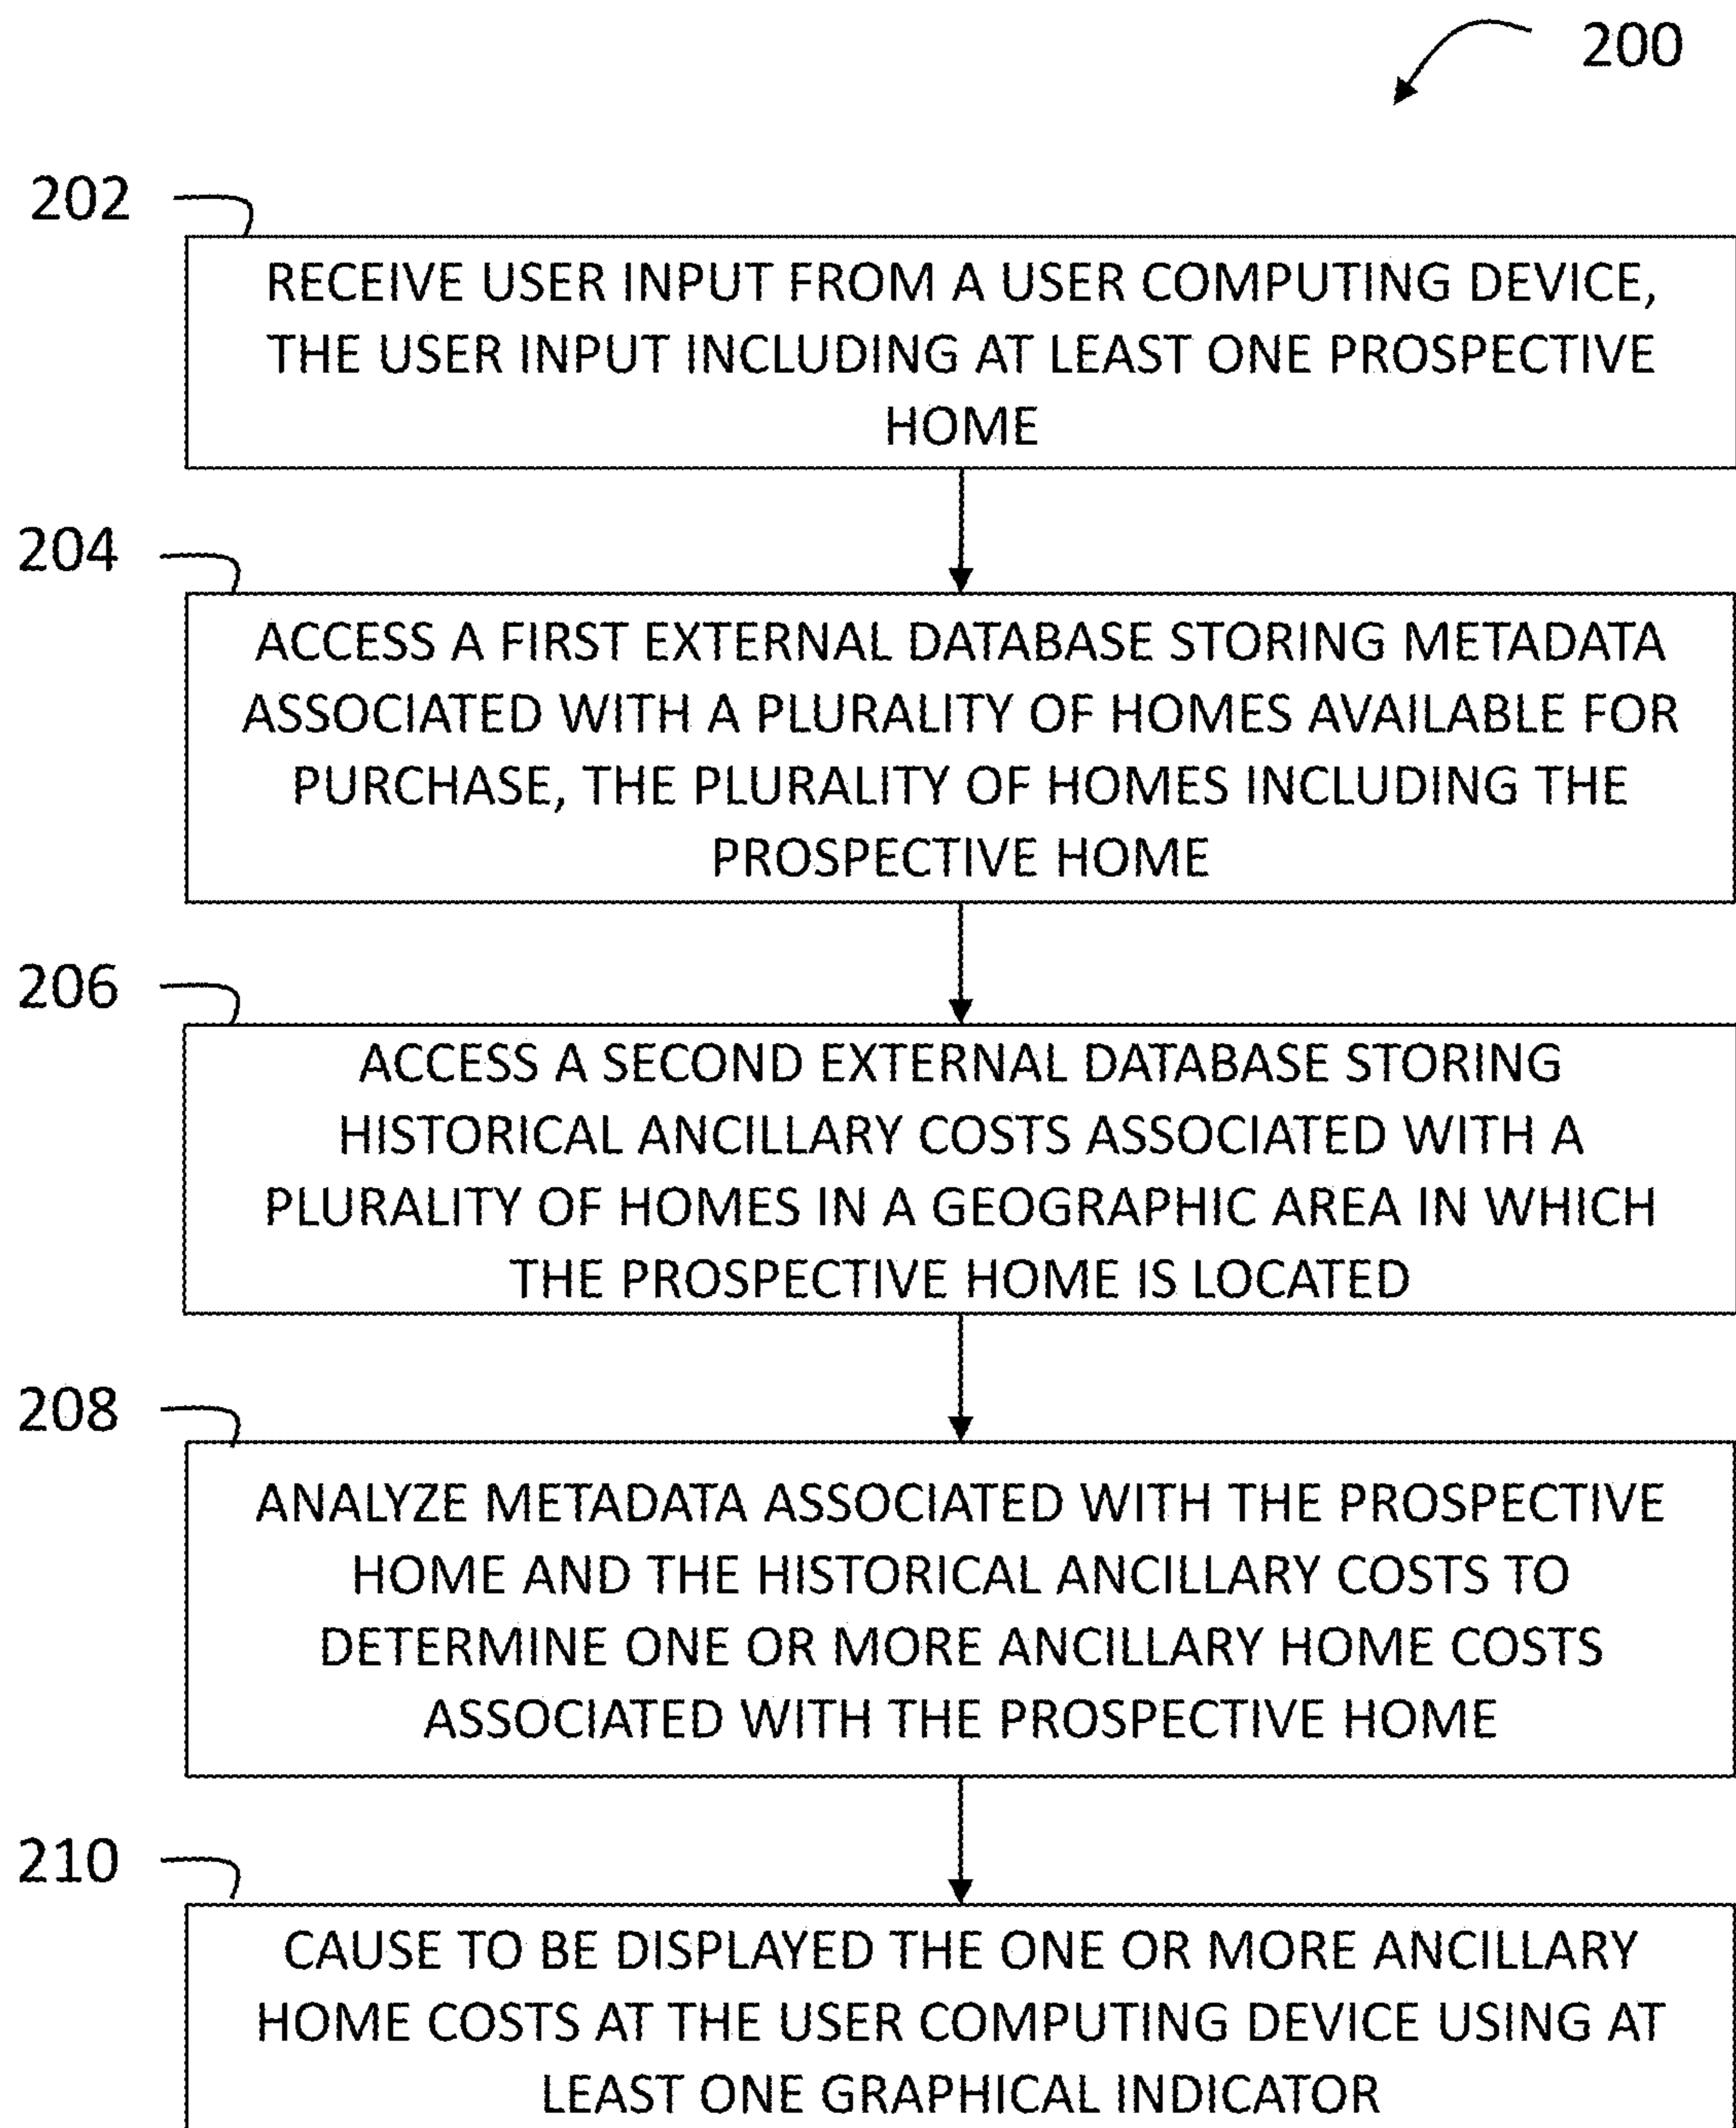 200
202
RECEIVE USER INPUT FROM A USER COMPUTING DEVICE,
THE USER INPUT INCLUDING AT LEAST ONE PROSPECTIVE
HOME
204
ACCESS A FIRST EXTERNAL DATABASE STORING METADATA
ASSOCIATED WITH A PLURALITY OF HOMES AVAILABLE FOR
PURCHASE, THE PLURALITY OF HOMES INCLUDING THE
PROSPECTIVE HOME
206
ACCESS A SECOND EXTERNAL DATABASE STORING
HISTORICAL ANCILLARY COSTS ASSOCIATED WITH A
PLURALITY OF HOMES IN A GEOGRAPHIC AREA IN WHICH
THE PROSPECTIVE HOME IS LOCATED
208
ANALYZE METADATA ASSOCIATED WITH THE PROSPECTIVE
HOME AND THE HISTORICAL ANCILLARY COSTS TO
DETERMINE ONE OR MORE ANCILLARY HOME COSTS
ASSOCIATED WITH THE PROSPECTIVE HOME
210
CAUSE TO BE DISPLAYED THE ONE OR MORE ANCILLARY
HOME COSTS AT THE USER COMPUTING DEVICE USING AT
LEAST ONE GRAPHICAL INDICATOR